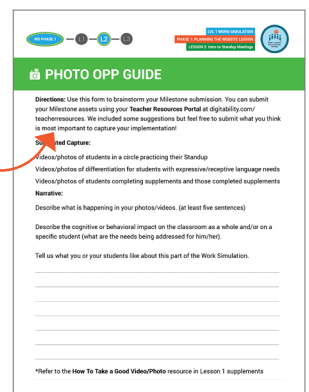 LVL 1 WORK SIMULATION
WS PHASE 1 L1 L2 L3
PHASE 1: PLANNING THE WEBSITE LESSON
LESSON 2: Intro to Standup Meetings
PHOTO OPP GUIDE
Directions: Use this form to brainstorm your Milestone submission. You can submit
your Milestone assets using your Teacher Resources Portal at digitability.com/
teacherresources. We included some suggestions but feel free to submit what you think
is most important to capture your implementation!
Capture:
Videos/photos of students in a circle practicing their Standup
Videos/photos of differentiation for students with expressive/receptive language needs
Videos/photos of students completing supplements and those completed supplements
Narrative:
Describe what is happening in your photos/videos. (at least five sentences)
Describe the cognitive or behavioral impact on the classroom as a whole and/or on a
specific student (what are the needs being addressed for him/her).
Tell us what you or your students like about this part of the Work Simulation.
*Refer to the How To Take a Good Video/Photo resource in Lesson 1 supplements